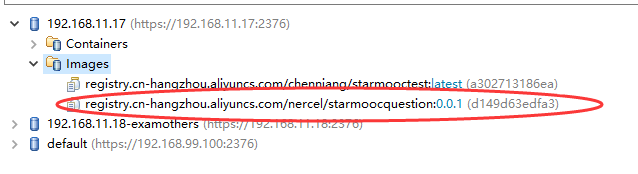 192.168.11.17 (https://192.168.11.17:2376)
Containers
Images
registry.cn-hangzhou.aliyuncs.com/chenniang/starmooctest:latest (a302713186ea)
registry.cn-hangzhou.aliyuncs.com/nercel/starmoocquestion:0.0.1 (d149d63edfa3)
192.168.11.18-examothers (https://192.168.11.18:2376)
default (https://192.168.99.100:2376)